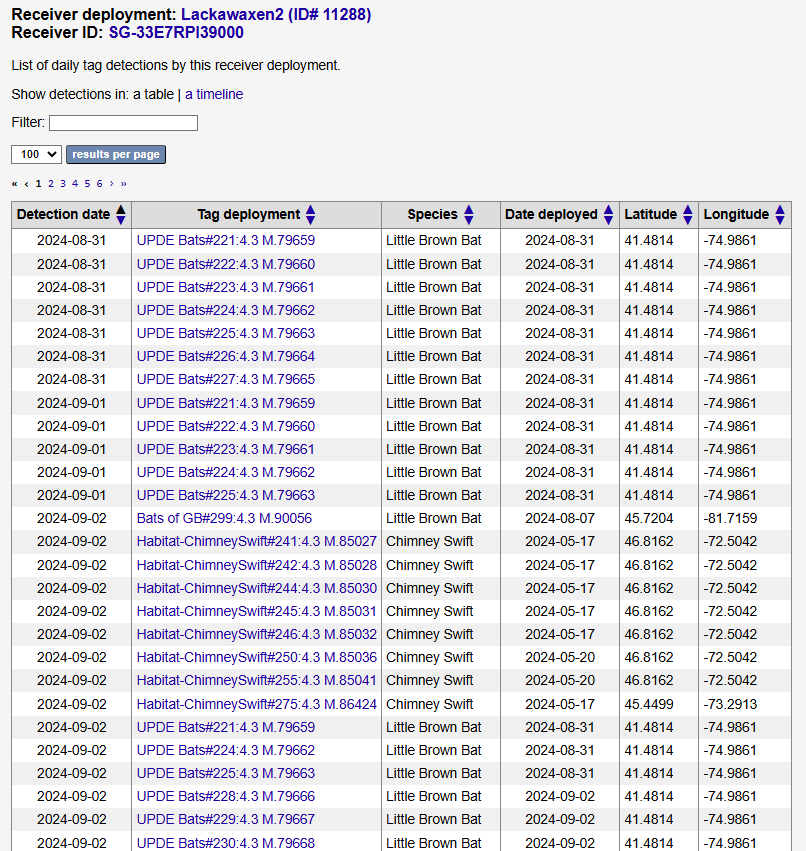 Receiver deployment: Lackawaxen2 (ID# 11288)
Receiver ID: SG-33E7RPI39000
List of daily tag detections by this receiver deployment.
Show detections in: a table | a timeline
Filter:
100 results per page
« ‹ 1 2 3 4 5 6 › »
Detection date Tag deployment Species Date deployed Latitude Longitude
2024-08-31 UPDE Bats#221:4.3 M.79659 Little Brown Bat 2024-08-31 41.4814 -74.9861
2024-08-31 UPDE Bats#222:4.3 M.79660 Little Brown Bat 2024-08-31 41.4814 -74.9861
2024-08-31 UPDE Bats#223:4.3 M.79661 Little Brown Bat 2024-08-31 41.4814 -74.9861
2024-08-31 UPDE Bats#224:4.3 M.79662 Little Brown Bat 2024-08-31 41.4814 -74.9861
2024-08-31 UPDE Bats#225:4.3 M.79663 Little Brown Bat 2024-08-31 41.4814 -74.9861
2024-08-31 UPDE Bats#226:4.3 M.79664 Little Brown Bat 2024-08-31 41.4814 -74.9861
2024-08-31 UPDE Bats#227:4.3 M.79665 Little Brown Bat 2024-08-31 41.4814 -74.9861
2024-09-01 UPDE Bats#221:4.3 M.79659 Little Brown Bat 2024-08-31 41.4814 -74.9861
2024-09-01 UPDE Bats#222:4.3 M.79660 Little Brown Bat 2024-08-31 41.4814 -74.9861
2024-09-01 UPDE Bats#223:4.3 M.79661 Little Brown Bat 2024-08-31 41.4814 -74.9861
2024-09-01 UPDE Bats#224:4.3 M.79662 Little Brown Bat 2024-08-31 41.4814 -74.9861
2024-09-01 UPDE Bats#225:4.3 M.79663 Little Brown Bat 2024-08-31 41.4814 -74.9861
2024-09-02 Bats of GB#299:4.3 M.90056 Little Brown Bat 2024-08-07 45.7204 -81.7159
2024-09-02 Habitat-ChimneySwift#241:4.3 M.85027 Chimney Swift 2024-05-17 46.8162 -72.5042
2024-09-02 Habitat-ChimneySwift#242:4.3 M.85028 Chimney Swift 2024-05-17 46.8162 -72.5042
2024-09-02 Habitat-ChimneySwift#244:4.3 M.85030 Chimney Swift 2024-05-17 46.8162 -72.5042
2024-09-02 Habitat-ChimneySwift#245:4.3 M.85031 Chimney Swift 2024-05-17 46.8162 -72.5042
2024-09-02 Habitat-ChimneySwift#246:4.3 M.85032 Chimney Swift 2024-05-17 46.8162 -72.5042
2024-09-02 Habitat-ChimneySwift#250:4.3 M.85036 Chimney Swift 2024-05-20 46.8162 -72.5042
2024-09-02 Habitat-ChimneySwift#255:4.3 M.85041 Chimney Swift 2024-05-20 46.8162 -72.5042
2024-09-02 Habitat-ChimneySwift#275:4.3 M.86424 Chimney Swift 2024-05-17 45.4499 -73.2913
2024-09-02 UPDE Bats#221:4.3 M.79659 Little Brown Bat 2024-08-31 41.4814 -74.9861
2024-09-02 UPDE Bats#224:4.3 M.79662 Little Brown Bat 2024-08-31 41.4814 -74.9861
2024-09-02 UPDE Bats#225:4.3 M.79663 Little Brown Bat 2024-08-31 41.4814 -74.9861
2024-09-02 UPDE Bats#228:4.3 M.79666 Little Brown Bat 2024-09-02 41.4814 -74.9861
2024-09-02 UPDE Bats#229:4.3 M.79667 Little Brown Bat 2024-09-02 41.4814 -74.9861
2024-09-02 UPDE Bats#230:4.3 M.79668 Little Brown Bat 2024-09-02 41.4814 -74.9861